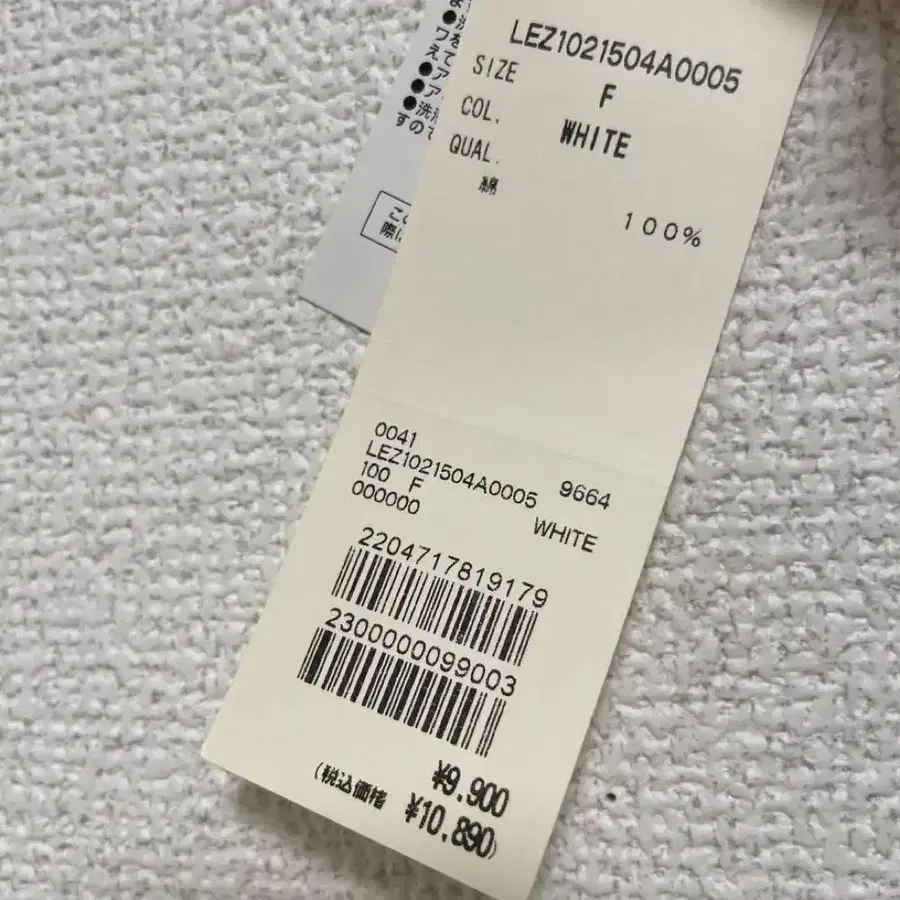 LEZ1021504A0005
SIZE F
COL. WHITE
QUAL.
綿 100%
0041
LEZ1021504A0005 9664
100 F WHITE
000000
2204717819179
2300000099003
¥9,900
(税込価格 ¥10,890)